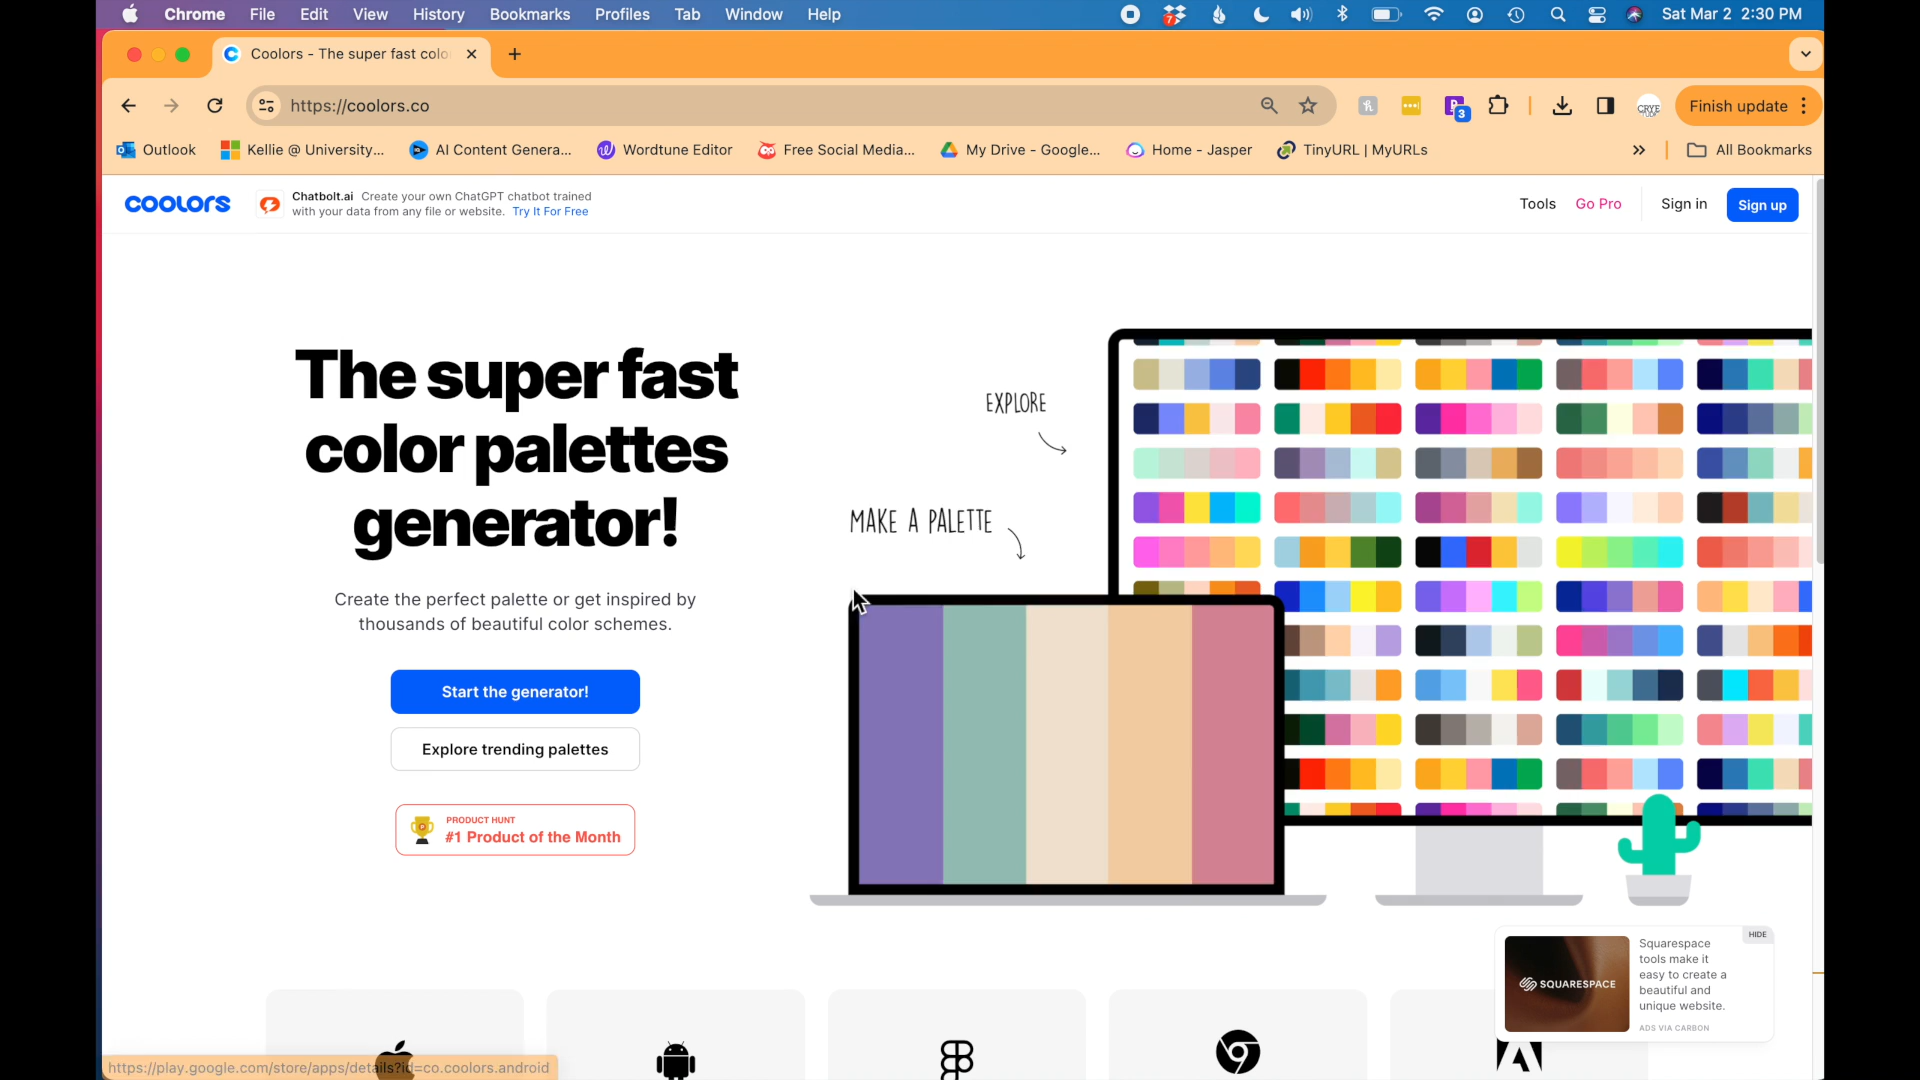 Chrome File Edit View History Bookmarks Profiles Tab Window Help
7
Sat Mar 2 2:30 PM
Coolors - The super fast colo
https://coolors.co
3
CRYE
Finish update
Outlook
Kellie @ University...
AI Content Genera...
Wordtune Editor
Free Social Media...
My Drive - Google...
Home - Jasper
TinyURL | MyURLs
All Bookmarks
coolors
Chatbolt.ai Create your own ChatGPT chatbot trained
with your data from any file or website. Try It For Free
Tools
Go Pro
Sign in
Sign up
The super fast
color palettes
generator!
Create the perfect palette or get inspired by
thousands of beautiful color schemes.
Start the generator!
Explore trending palettes
PRODUCT HUNT
#1 Product of the Month
EXPLORE
MAKE A PALETTE
HIDE
SQUARESPACE
Squarespace
tools make it
easy to create a
beautiful and
unique website.
ADS VIA CARBON
https://play.google.com/store/apps/details?id=co.coolors.android